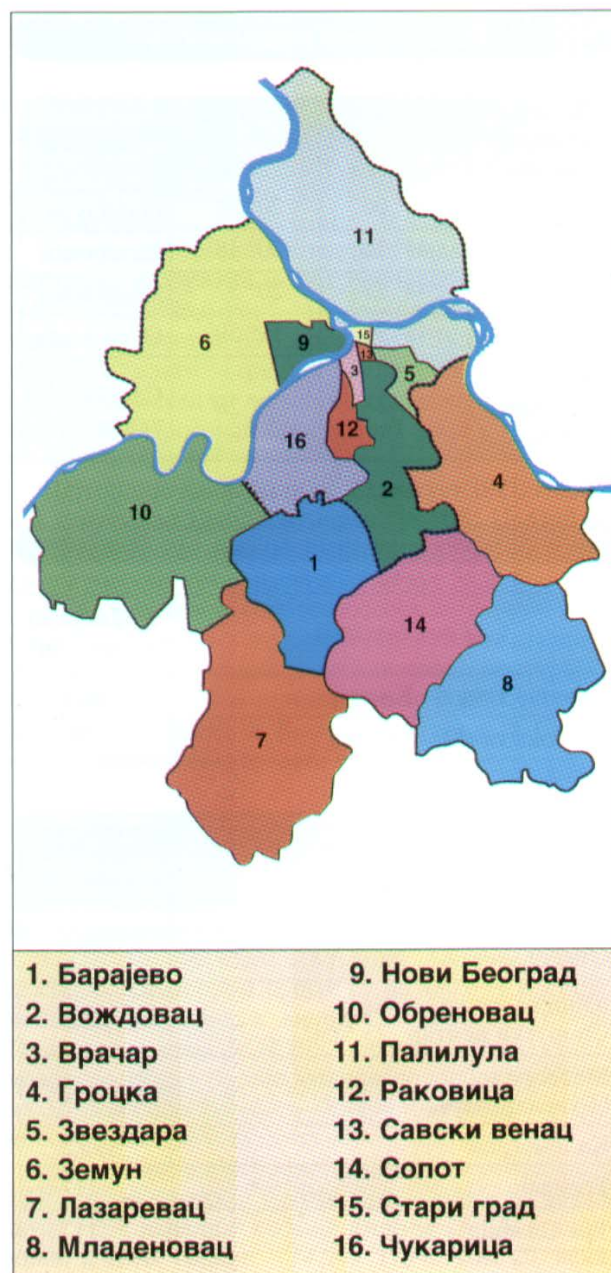 11
6
9
15
13
3
5
12
16
4
2
10
1
14
8
7
1. Барајево
2. Вождовац
3. Врачар
4. Гроцка
5. Звездара
6. Земун
7. Лазаревац
8. Младеновац
9. Нови Београд
10. Обреновац
11. Палилула
12. Раковица
13. Савски венац
14. Сопот
15. Стари град
16. Чукарица